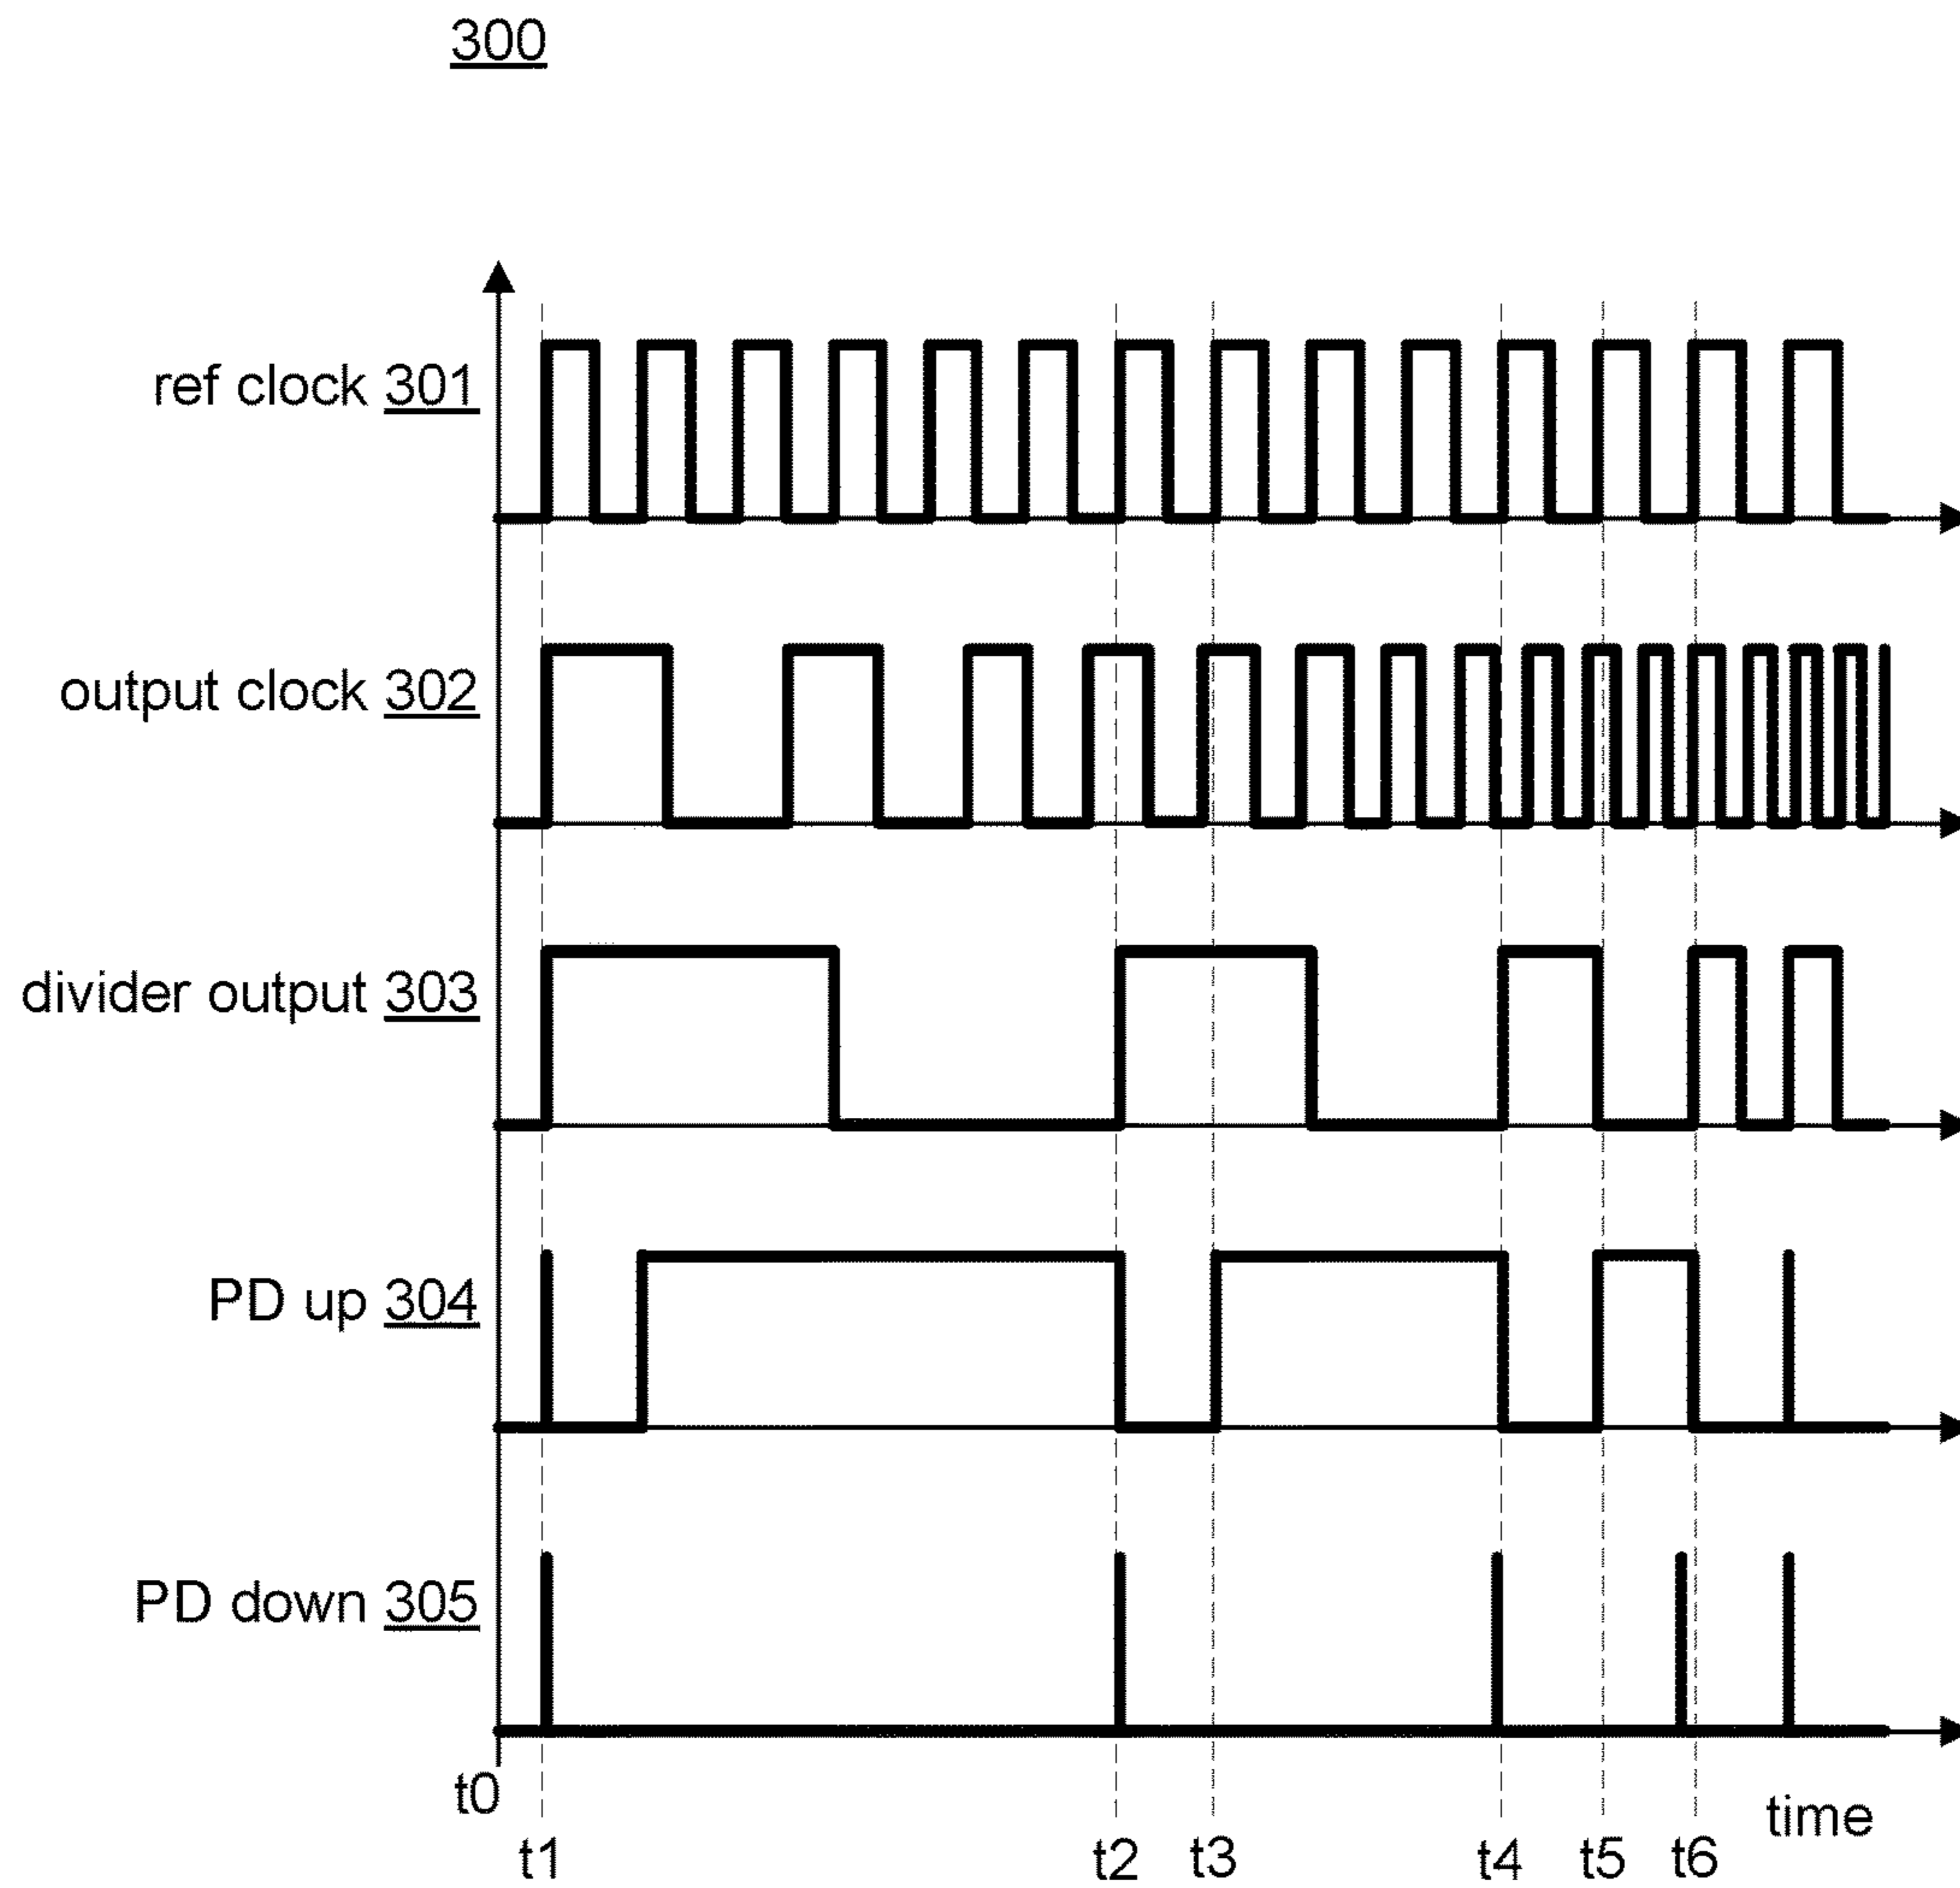 300
ref clock 301
output clock 302
divider output 303
PD up 304
PD down 305
t0
time
t1 t2 t3 t4 t5 t6